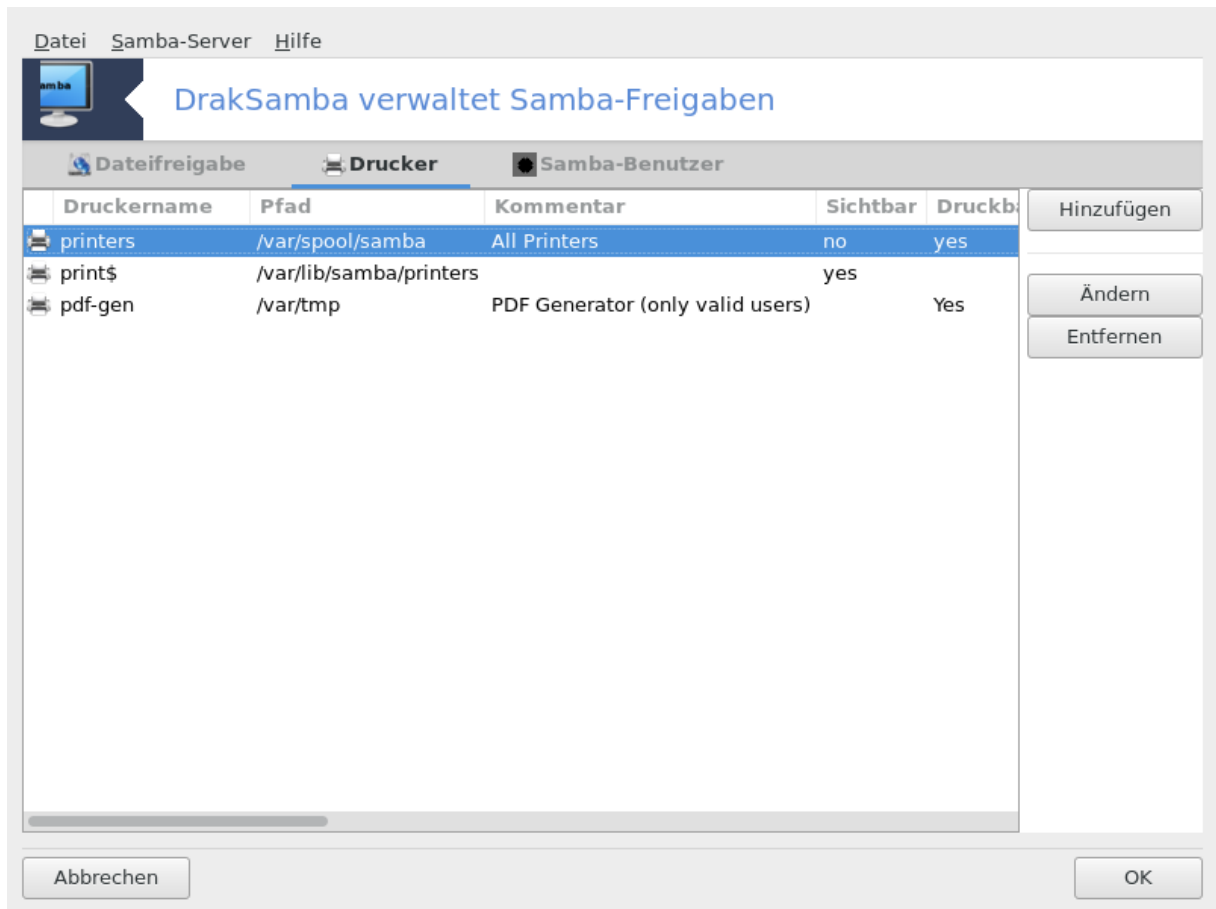 Datei Samba-Server Hilfe
amba
DrakSamba verwaltet Samba-Freigaben
Dateifreigabe Drucker Samba-Benutzer
Druckername Pfad Kommentar Sichtbar Druckba Hinzufügen
printers /var/spool/samba All Printers no yes
print$ /var/lib/samba/printers yes
Ändern
pdf-gen /var/tmp PDF Generator (only valid users) Yes
Entfernen
Abbrechen OK